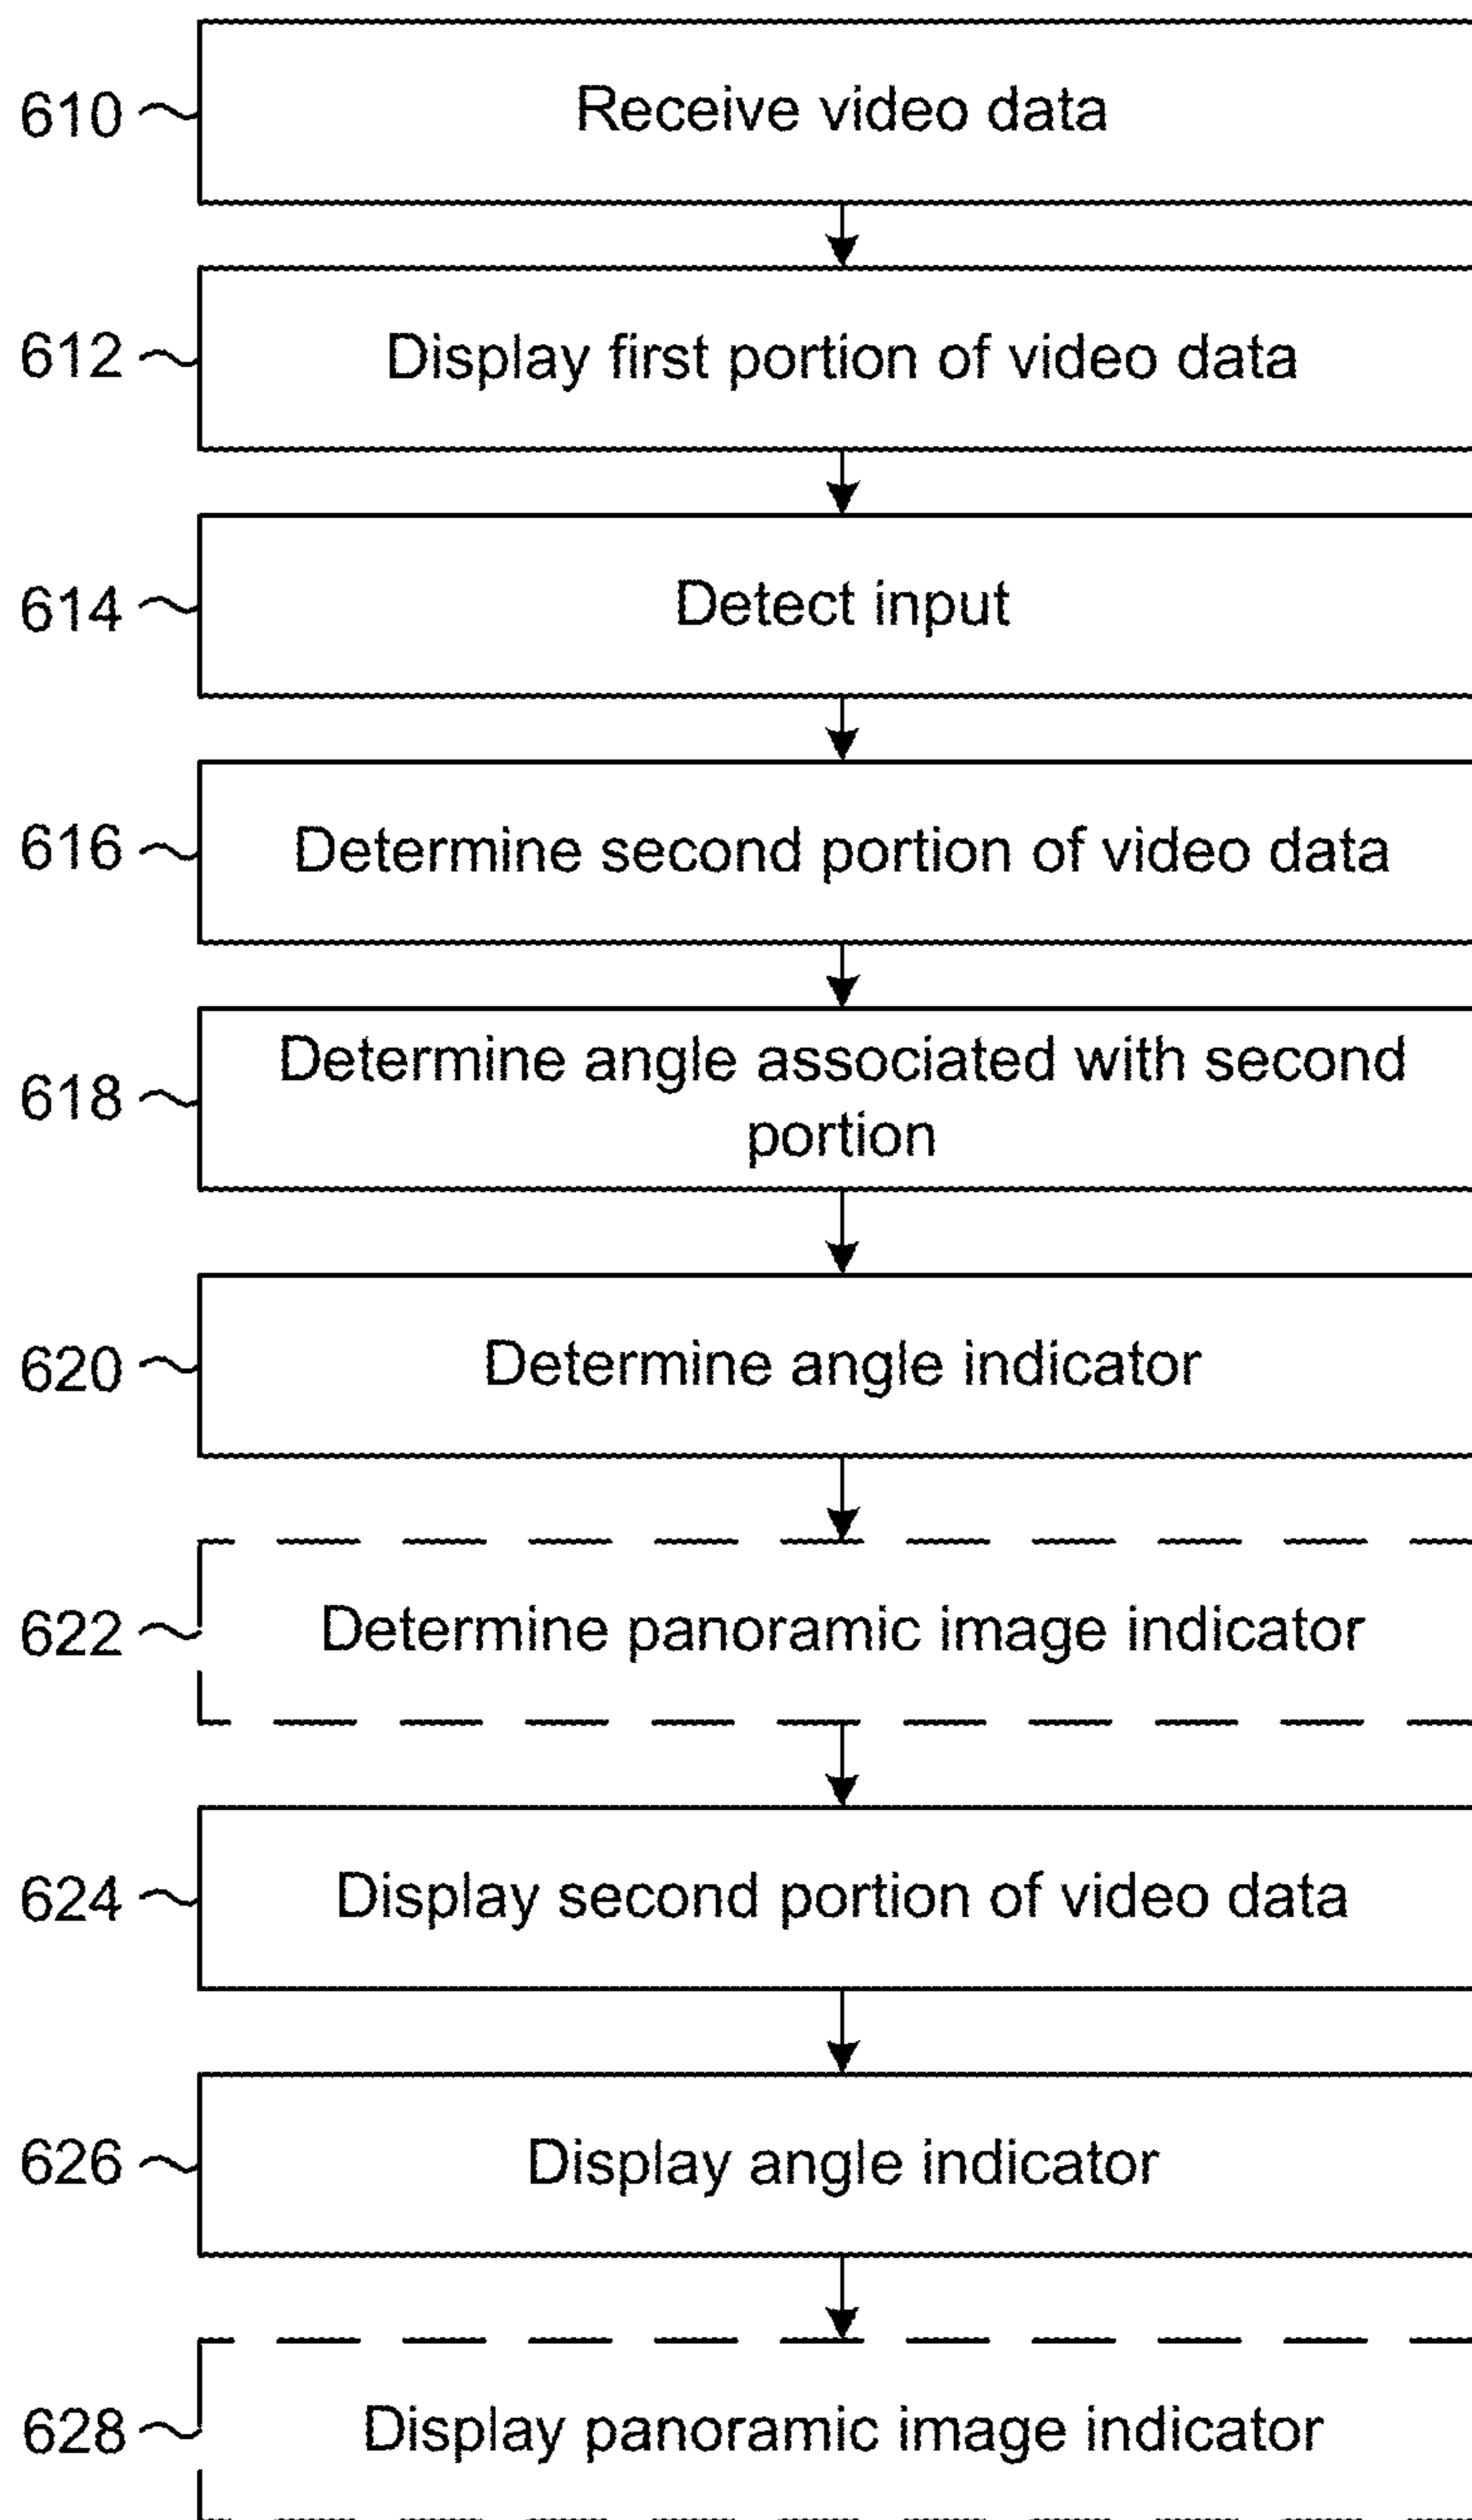 610
Receive video data
612
Display first portion of video data
614
Detect input
616
Determine second portion of video data
618
Determine angle associated with second
portion
620
Determine angle indicator
622
Determine panoramic image indicator
624
Display second portion of video data
626
Display angle indicator
628
Display panoramic image indicator